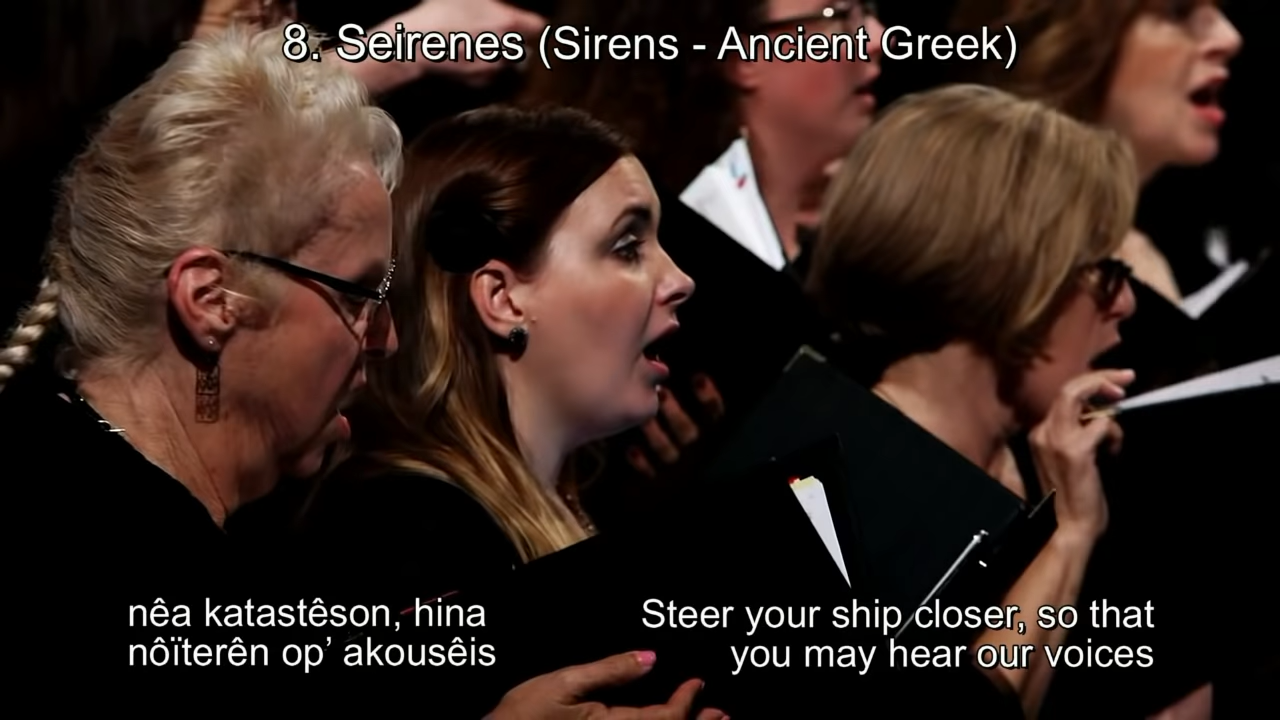 8. Seirenes (Sirens - Ancient Greek)
nêa katastêson, hina
nôïterên op’ akousêis
Steer your ship closer, so that
you may hear our voices